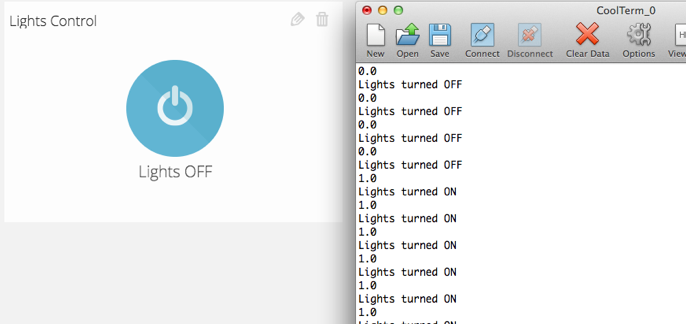 Lights Control
Lights OFF
CoolTerm_0
New Open Save Connect Disconnect Clear Data Options
0.0
Lights turned OFF
0.0
Lights turned OFF
0.0
Lights turned OFF
0.0
Lights turned OFF
1.0
Lights turned ON
1.0
Lights turned ON
1.0
Lights turned ON
1.0
Lights turned ON
1.0
Lights turned ON
1.0
Lights turned ON